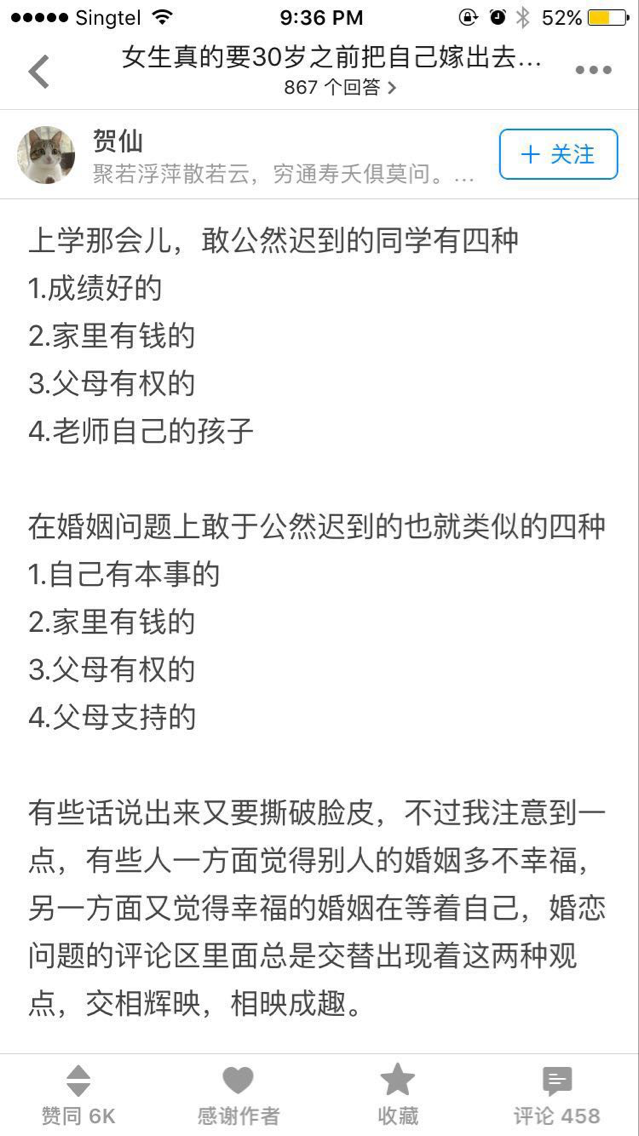 Singtel 9:36 PM 52%
女生真的要30岁之前把自己嫁出去...
867 个回答
贺仙
聚若浮萍散若云，穷通寿夭俱莫问。...
关注
上学那会儿，敢公然迟到的同学有四种
1.成绩好的
2.家里有钱的
3.父母有权的
4.老师自己的孩子
在婚姻问题上敢于公然迟到的也就类似的四种
1.自己有本事的
2.家里有钱的
3.父母有权的
4.父母支持的
有些话说出来又要撕破脸皮，不过我注意到一
点，有些人一方面觉得别人的婚姻多不幸福，
另一方面又觉得幸福的婚姻在等着自己，婚恋
问题的评论区里面总是交替出现着这两种观
点，交相辉映，相映成趣。
赞同 6K 感谢作者 收藏 评论 458